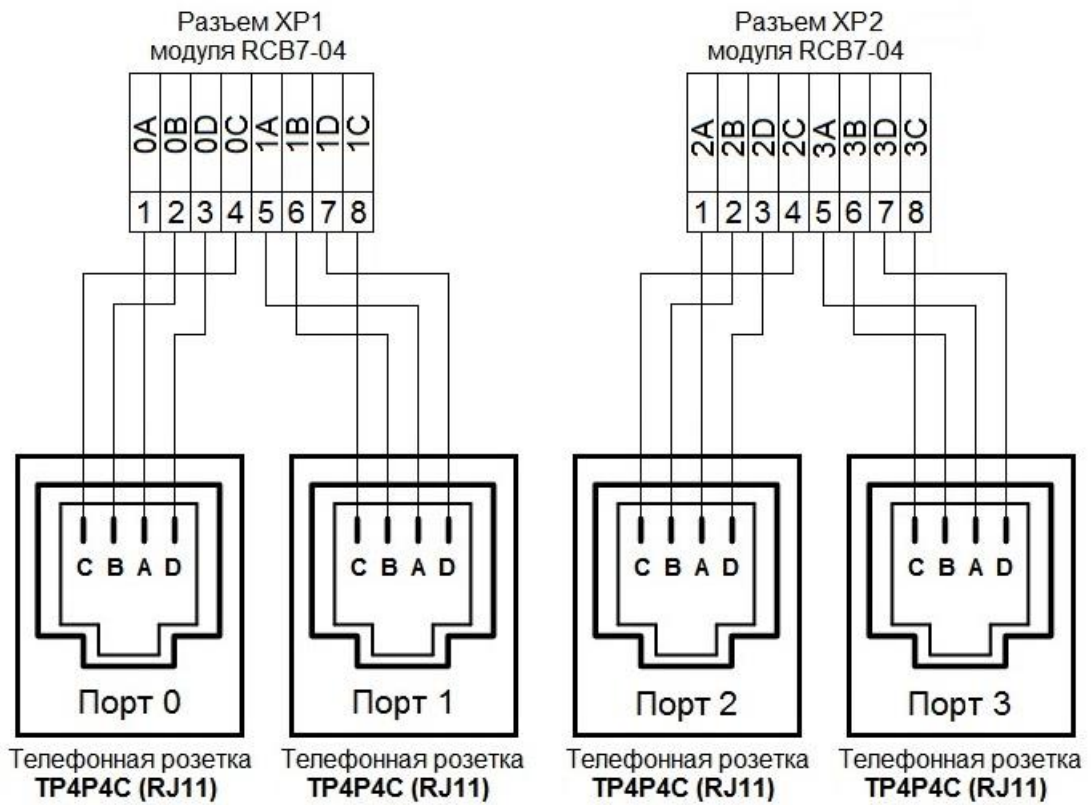 Разъем XP1
модуля RCB7-04
0A 0B 0D 0C 1A 1B 1D 1C
1 2 3 4 5 6 7 8
C B A D
Порт 0
Телефонная розетка
TP4P4C (RJ11)
C B A D
Порт 1
Телефонная розетка
TP4P4C (RJ11)
Разъем XP2
модуля RCB7-04
2A 2B 2D 2C 3A 3B 3D 3C
1 2 3 4 5 6 7 8
C B A D
Порт 2
Телефонная розетка
TP4P4C (RJ11)
C B A D
Порт 3
Телефонная розетка
TP4P4C (RJ11)